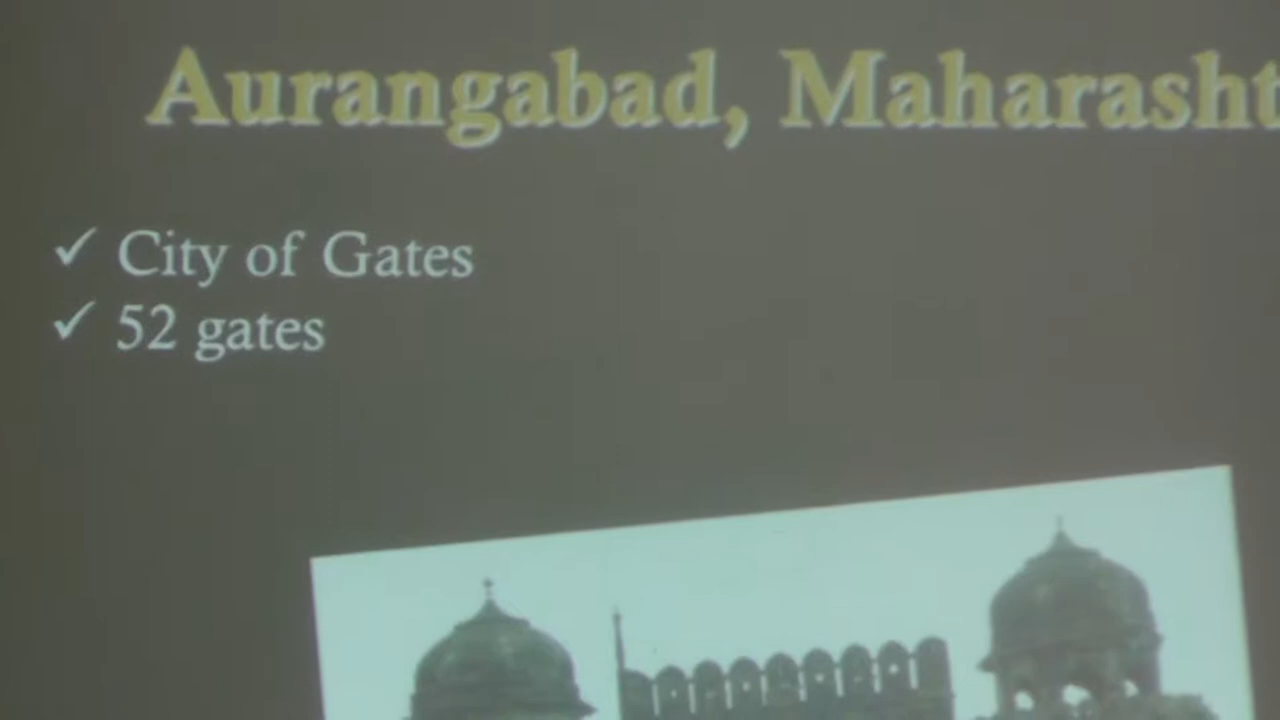 Aurangabad, Maharasht
✓ City of Gates
✓ 52 gates